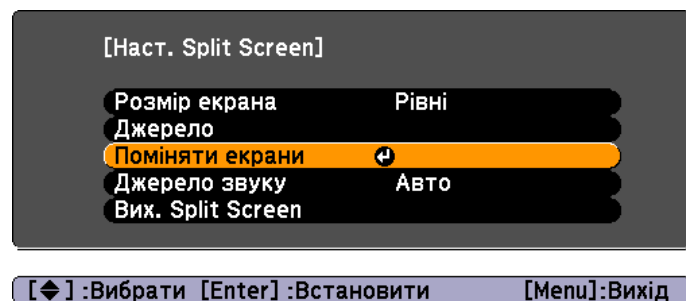 [Наст. Split Screen]
Розмір екрана Рівні
Джерело
Поміняти екрани
Джерело звуку Авто
Вих. Split Screen
[◆] :Вибрати [Enter] :Встановити [Menu]:Вихід